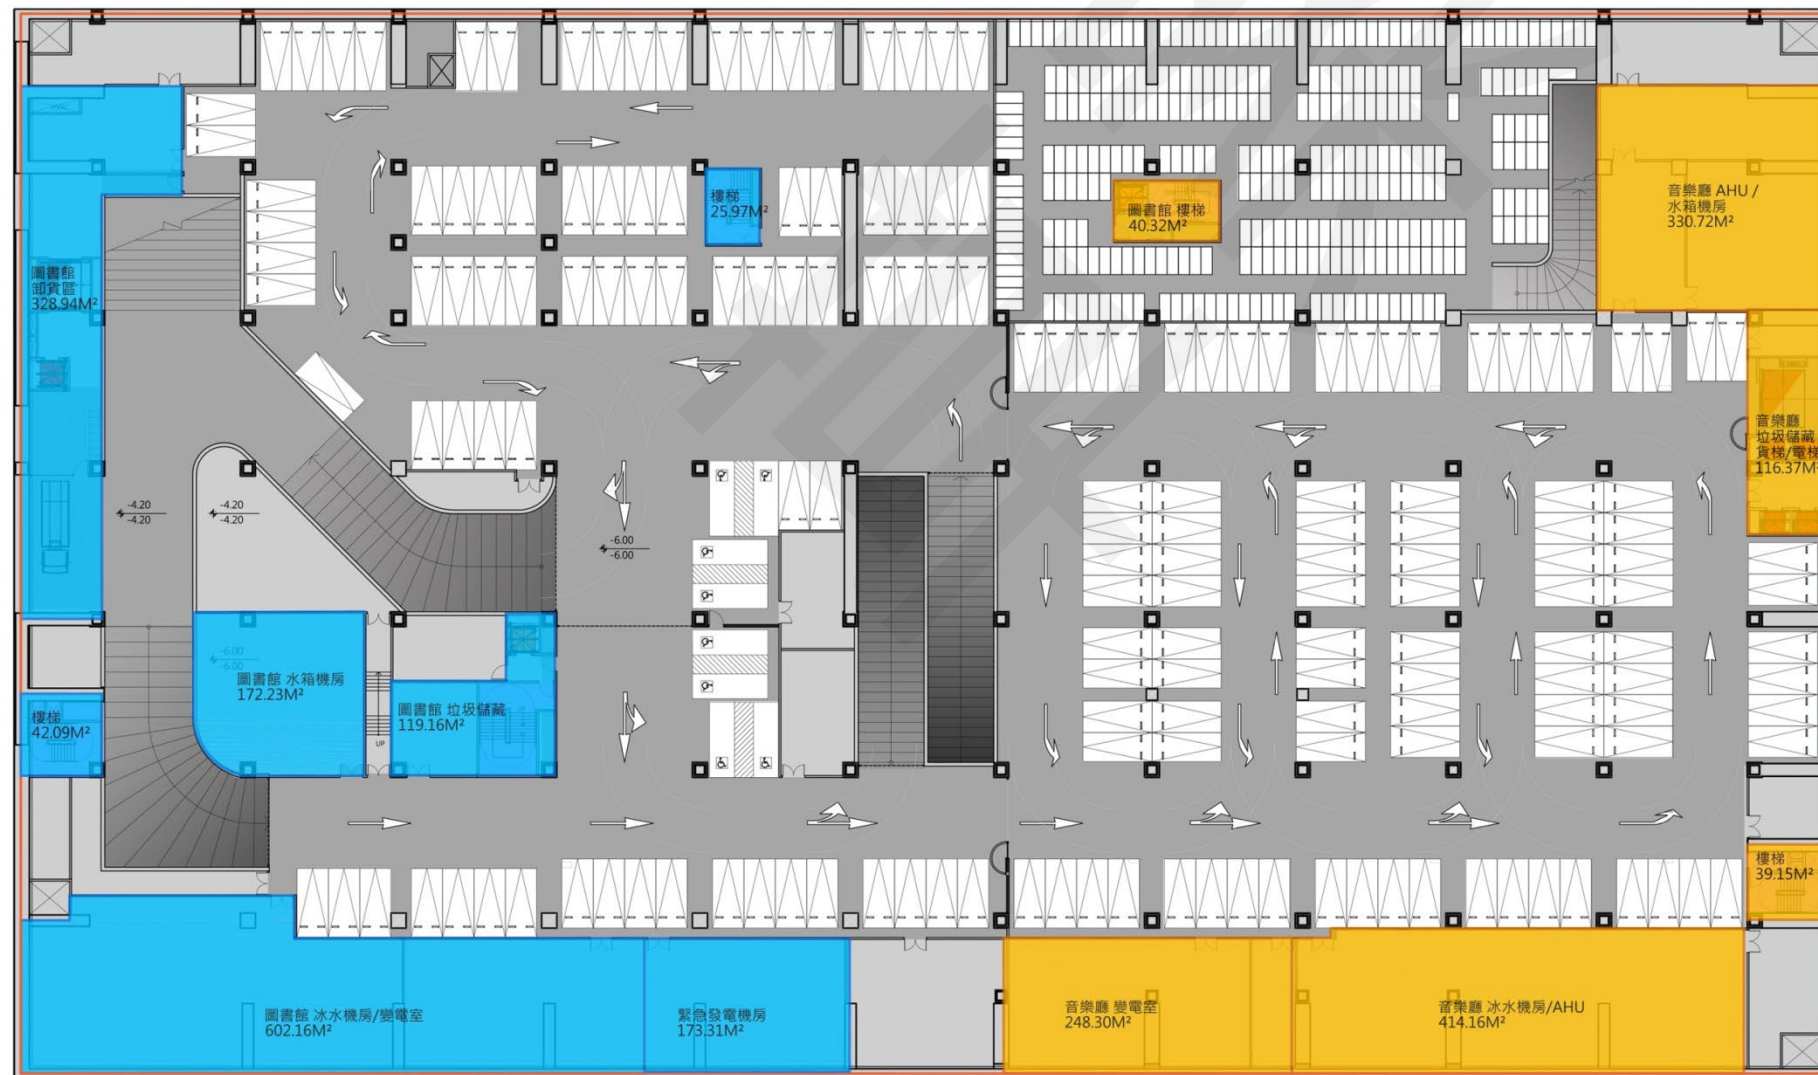 樓梯
25.97M²
圖書館 樓梯
40.32M²
音樂廳 AHU /
水箱機房
330.72M²
圖書館
卸貨區
328.94M²
音樂廳
垃圾儲藏
貨梯/電梯
116.37M²
-4.20
-4.20
-4.20
-4.20
-6.00
-6.00
-6.00
-6.00
圖書館 水箱機房
172.23M²
圖書館 垃圾儲藏
119.16M²
樓梯
42.09M²
UP
樓梯
39.15M²
圖書館 冰水機房/變電室
602.16M²
緊急發電機房
173.31M²
音樂廳 變電室
248.30M²
音樂廳 冰水機房/AHU
414.16M²